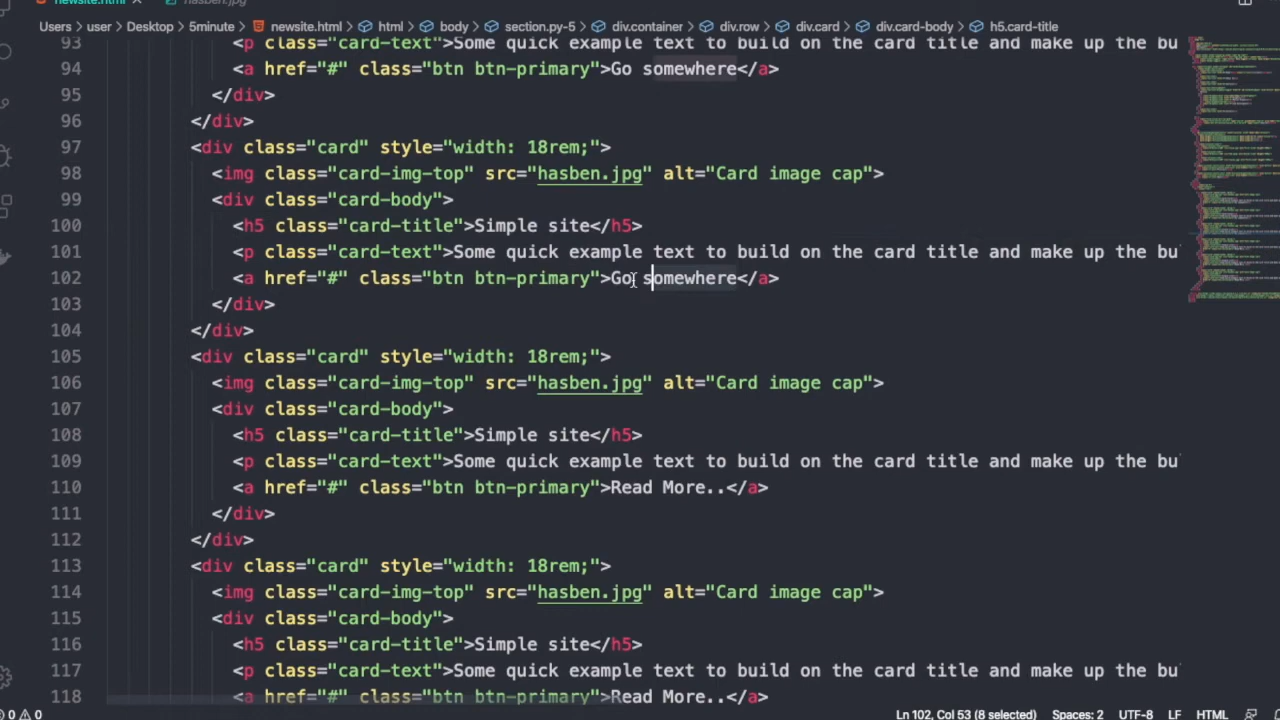 newsite.html hasben.jpg
Users > user > Desktop > 5minute > newsite.html > html > body > section.py-5 > div.container > div.row > div.card > div.card-body > h5.card-title
93 <p class="card-text">Some quick example text to build on the card title and make up the bu
94 <a href="#" class="btn btn-primary">Go somewhere</a>
95 </div>
96 </div>
97 <div class="card" style="width: 18rem;">
98 <img class="card-img-top" src="hasben.jpg" alt="Card image cap">
99 <div class="card-body">
100 <h5 class="card-title">Simple site</h5>
101 <p class="card-text">Some quick example text to build on the card title and make up the bu
102 <a href="#" class="btn btn-primary">Go somewhere</a>
103 </div>
104 </div>
105 <div class="card" style="width: 18rem;">
106 <img class="card-img-top" src="hasben.jpg" alt="Card image cap">
107 <div class="card-body">
108 <h5 class="card-title">Simple site</h5>
109 <p class="card-text">Some quick example text to build on the card title and make up the bu
110 <a href="#" class="btn btn-primary">Read More..</a>
111 </div>
112 </div>
113 <div class="card" style="width: 18rem;">
114 <img class="card-img-top" src="hasben.jpg" alt="Card image cap">
115 <div class="card-body">
116 <h5 class="card-title">Simple site</h5>
117 <p class="card-text">Some quick example text to build on the card title and make up the bu
118 <a href="#" class="btn btn-primary">Read More..</a>
0 0 Ln 102, Col 53 (8 selected) Spaces: 2 UTF-8 LF HTML